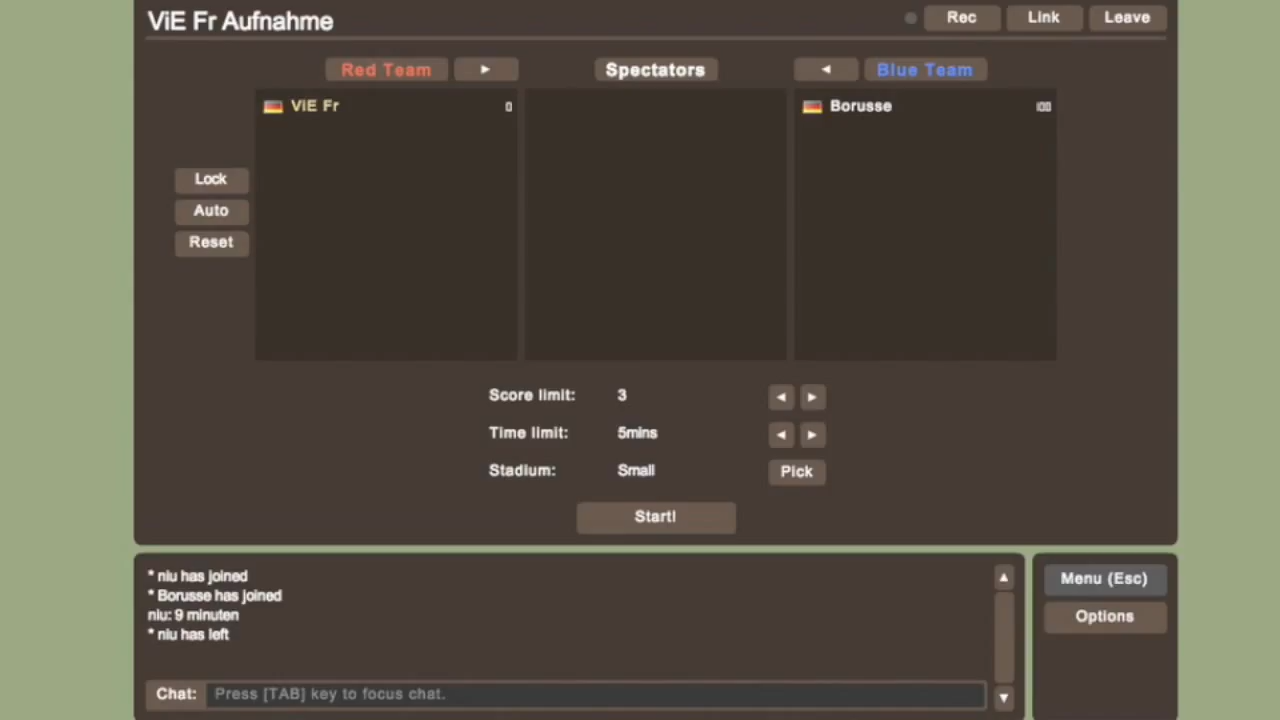 ViE Fr Aufnahme
Rec
Link
Leave
Red Team
Spectators
Blue Team
ViE Fr 0
Borusse 100
Lock
Auto
Reset
Score limit: 3
Time limit: 5mins
Stadium: Small
Pick
Start!
* niu has joined
* Borusse has joined
niu: 9 minuten
* niu has left
Chat: Press [TAB] key to focus chat.
Menu (Esc)
Options